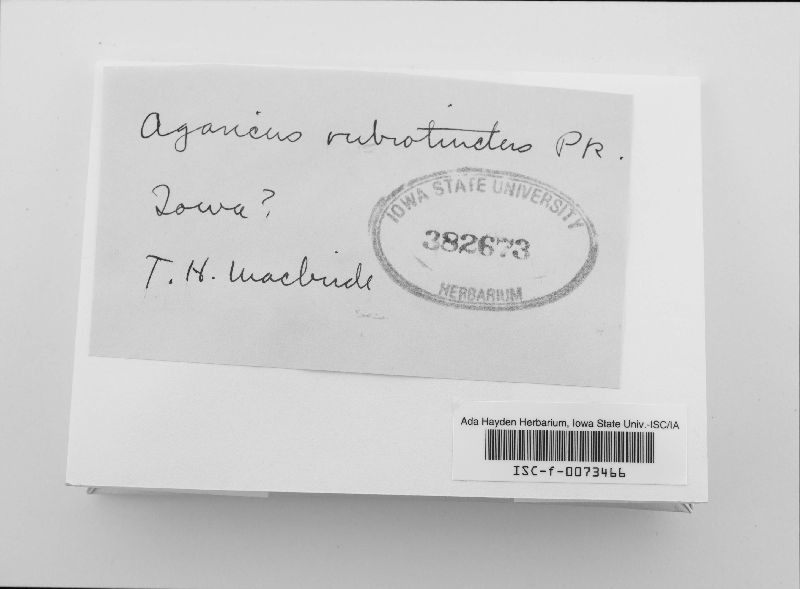 Agaricus rubrotinctus Pk.
Iowa?
T. H. Macbride
IOWA STATE UNIVERSITY
382673
HERBARIUM
Ada Hayden Herbarium, Iowa State Univ.-ISC/IA
ISC-f-0073466